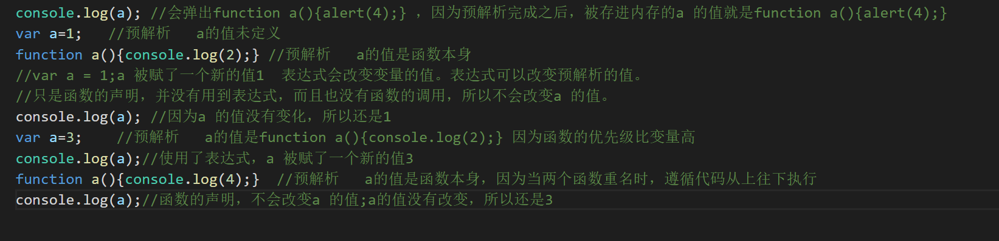 console.log(a); //会弹出function a(){alert(4);} ，因为预解析完成之后，被存进内存的a 的值就是function a(){alert(4);}
var a=1;   //预解析   a的值未定义
function a(){console.log(2);} //预解析   a的值是函数本身
//var a = 1;a 被赋了一个新的值1  表达式会改变变量的值。表达式可以改变预解析的值。
//只是函数的声明，并没有用到表达式，而且也没有函数的调用，所以不会改变a 的值。
console.log(a); //因为a 的值没有变化，所以还是1
var a=3;    //预解析   a的值是function a(){console.log(2);} 因为函数的优先级比变量高
console.log(a);//使用了表达式，a 被赋了一个新的值3
function a(){console.log(4);}  //预解析   a的值是函数本身，因为当两个函数重名时，遵循代码从上往下执行
console.log(a);//函数的声明，不会改变a 的值;a的值没有改变，所以还是3